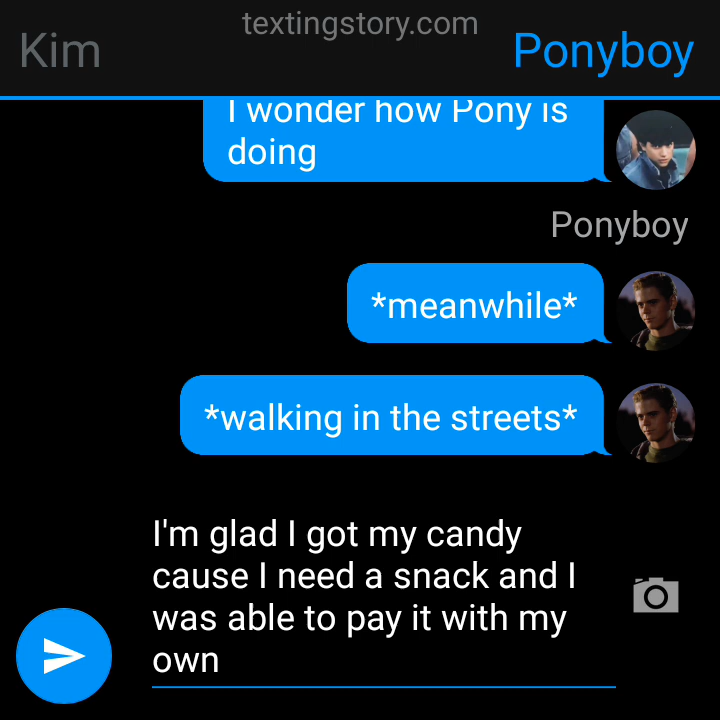 textingstory.com
Kim
Ponyboy
I wonder how Pony is
doing
Ponyboy
*meanwhile*
*walking in the streets*
I'm glad I got my candy
cause I need a snack and I
was able to pay it with my
own